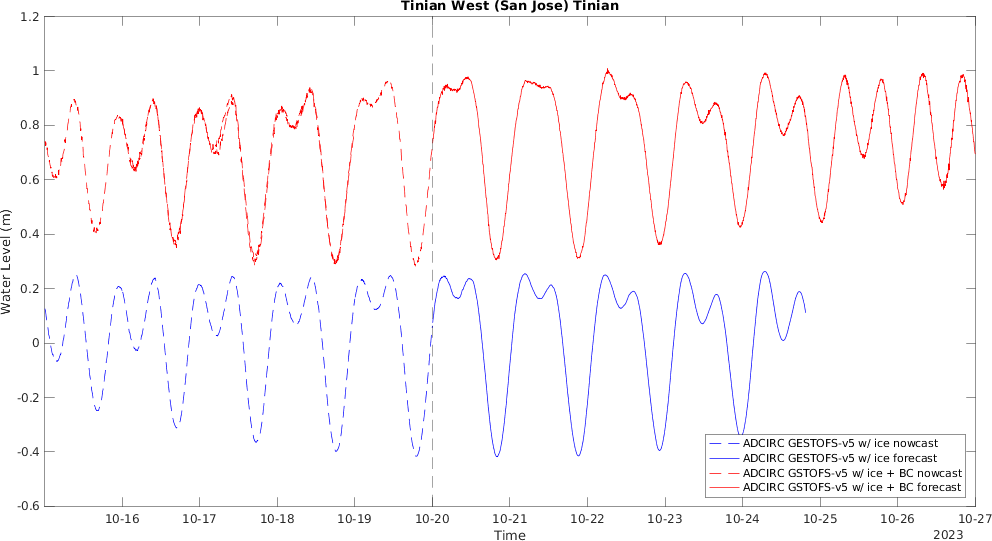 Tinian West (San Jose) Tinian
Water Level (m)
1.2
1
0.8
0.6
0.4
0.2
0
-0.2
-0.4
-0.6
ADCIRC GESTOFS-v5 w/ ice nowcast
ADCIRC GESTOFS-v5 w/ ice forecast
ADCIRC GSTOFS-v5 w/ ice + BC nowcast
ADCIRC GSTOFS-v5 w/ ice + BC forecast
10-16 10-17 10-18 10-19 10-20 10-21 10-22 10-23 10-24 10-25 10-26 10-27
Time
2023